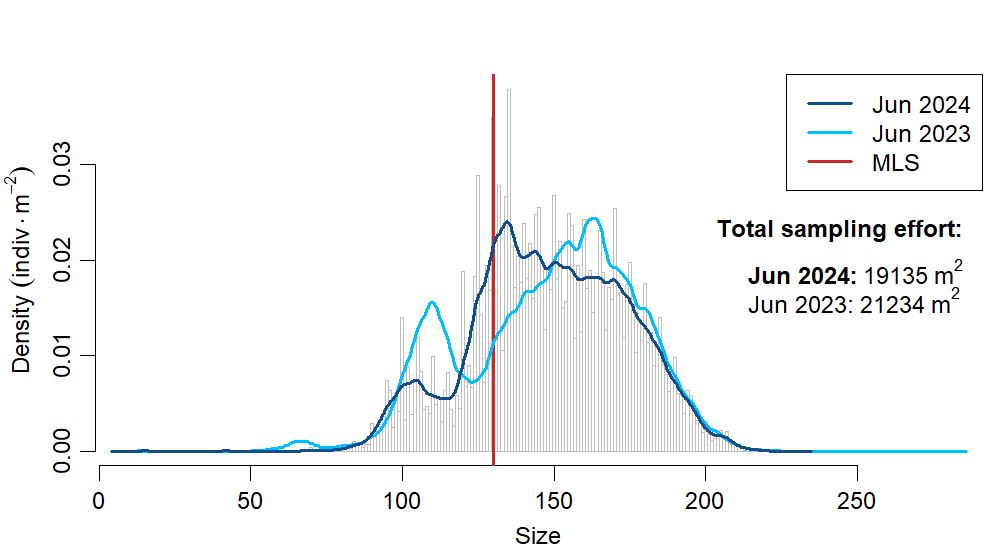 Jun 2024
Jun 2023
MLS
Total sampling effort:
Jun 2024: 19135 m²
Jun 2023: 21234 m²
Density (indiv·m⁻²)
0.03
0.02
0.01
0.00
0 50 100 150 200 250
Size